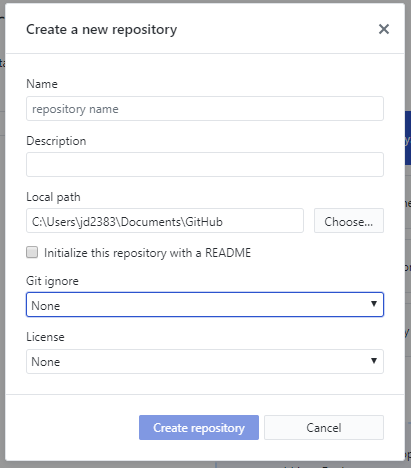 Create a new repository
Name
repository name
Description
Local path
C:\Users\jd2383\Documents\GitHub
Choose...
Initialize this repository with a README
Git ignore
None
License
None
Create repository
Cancel